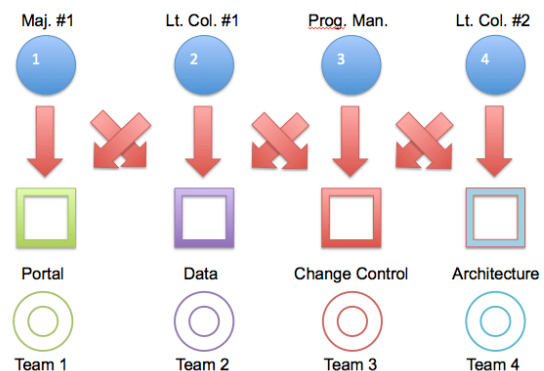 Maj. #1 Lt. Col. #1 Prog. Man. Lt. Col. #2
1 2 3 4
Portal Data Change Control Architecture
Team 1 Team 2 Team 3 Team 4